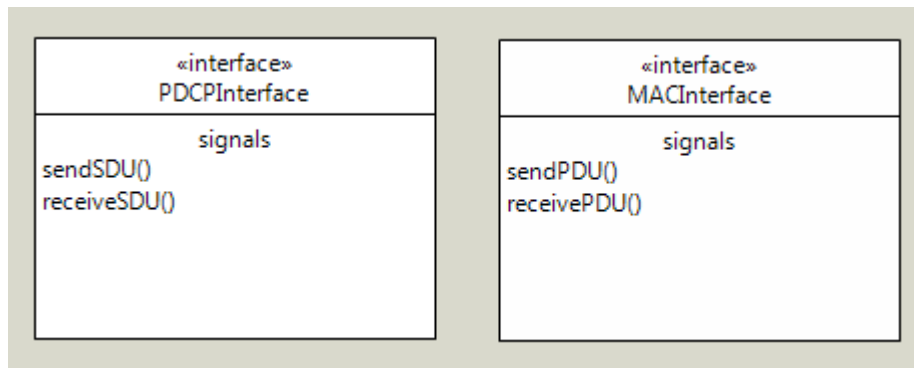 «interface»
PDCPInterface
signals
sendSDU()
receiveSDU()
«interface»
MACInterface
signals
sendPDU()
receivePDU()